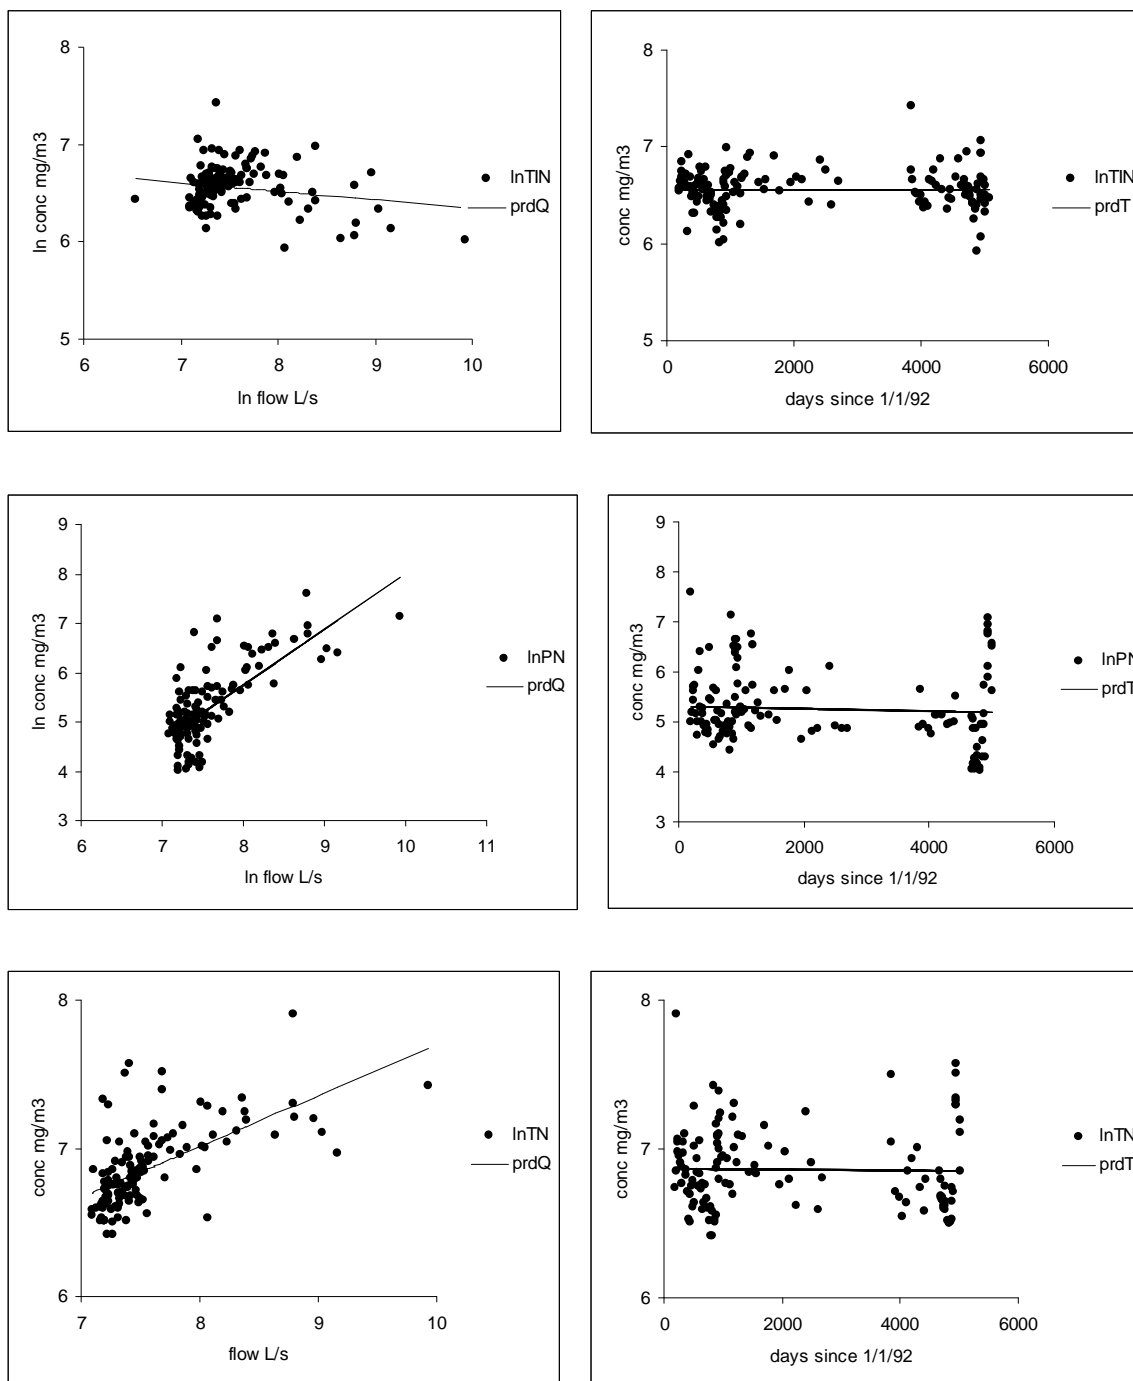 8
7
6
5
6
7
8
9
10
ln conc mg/m3
ln flow L/s
lnTIN
prdQ
8
7
6
5
0
2000
4000
6000
conc mg/m3
days since 1/1/92
lnTIN
prdT
9
8
7
6
5
4
3
6
7
8
9
10
11
ln conc mg/m3
ln flow L/s
lnPN
prdQ
9
8
7
6
5
4
3
0
2000
4000
6000
conc mg/m3
days since 1/1/92
lnPN
prdT
8
7
6
7
8
9
10
conc mg/m3
flow L/s
lnTN
prdQ
8
7
6
0
2000
4000
6000
conc mg/m3
days since 1/1/92
lnTN
prdT